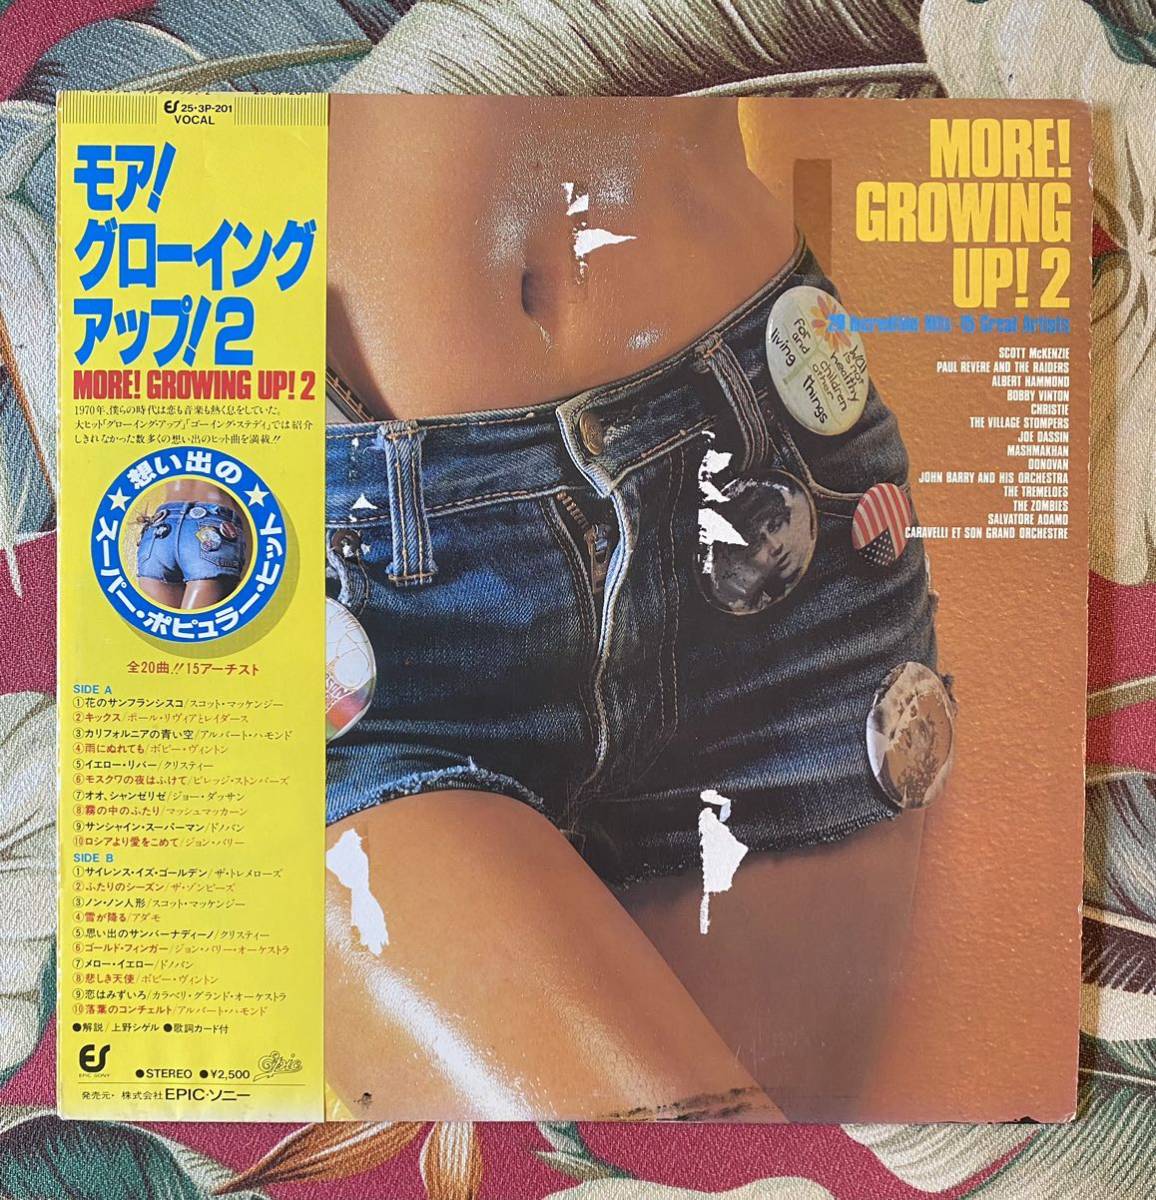 ES 25・3P-201
VOCAL
モア!
グローイング
アップ!2
MORE! GROWING UP! 2
1970年、僕らの時代は恋も音楽も熱く息をしていた。
大ヒット「グローイング・アップ」「ゴーイング・ステディ」では紹介
しきれなかった数多くの想い出のヒット曲を満載!!
★想い出の★
スーパー・ポピュラー・ヒット
全20曲.!!15アーチスト
SIDE A
①花のサンフランシスコ/スコット・マッケンジー
②キックス/ポール・リヴィアとレイダース
③カリフォルニアの青い空/アルバート・ハモンド
④雨にぬれても/ボビー・ヴィントン
⑤イエロー・リバー/クリスティー
⑥モスクワの夜はふけて/ビレッジ・ストンパーズ
⑦オオ、シャンゼリゼ/ジョー・ダッサン
⑧霧の中のふたり/マッシュマッカーン
⑨サンシャイン・スーパーマン/ドノバン
⑩ロシアより愛をこめて/ジョン・バリー
SIDE B
①サイレンス・イズ・ゴールデン/ザ・トレメローズ
②ふたりのシーズン/ザ・ゾンビーズ
③ノン・ノン人形/スコット・マッケンジー
④雪が降る/アダモ
⑤思い出のサンバーナディーノ/クリスティー
⑥ゴールド・フィンガー/ジョン・バリー・オーケストラ
⑦メロー・イエロー/ドノバン
⑧悲しき天使/ボビー・ヴィントン
⑨恋はみずいろ/カラベリ・グランド・オーケストラ
⑩落葉のコンチェルト/アルバート・ハモンド
●解説/上野シゲル ●歌詞カード付
ES
EPIC・SONY
●STEREO ●¥2,500
Epic
発売元・株式会社EPIC・ソニー
MORE!
GROWING
UP! 2
20 Incredible Hits・15 Great Artists
SCOTT McKENZIE
PAUL REVERE AND THE RAIDERS
ALBERT HAMMOND
BOBBY VINTON
CHRISTIE
THE VILLAGE STOMPERS
JOE DASSIN
MASHMAKHAN
DONOVAN
JOHN BARRY AND HIS ORCHESTRA
THE TREMELOES
THE ZOMBIES
SALVATORE ADAMO
CARAVELLI ET SON GRAND ORCHESTRE
War
is not
healthy
for
children
and
other
living
things